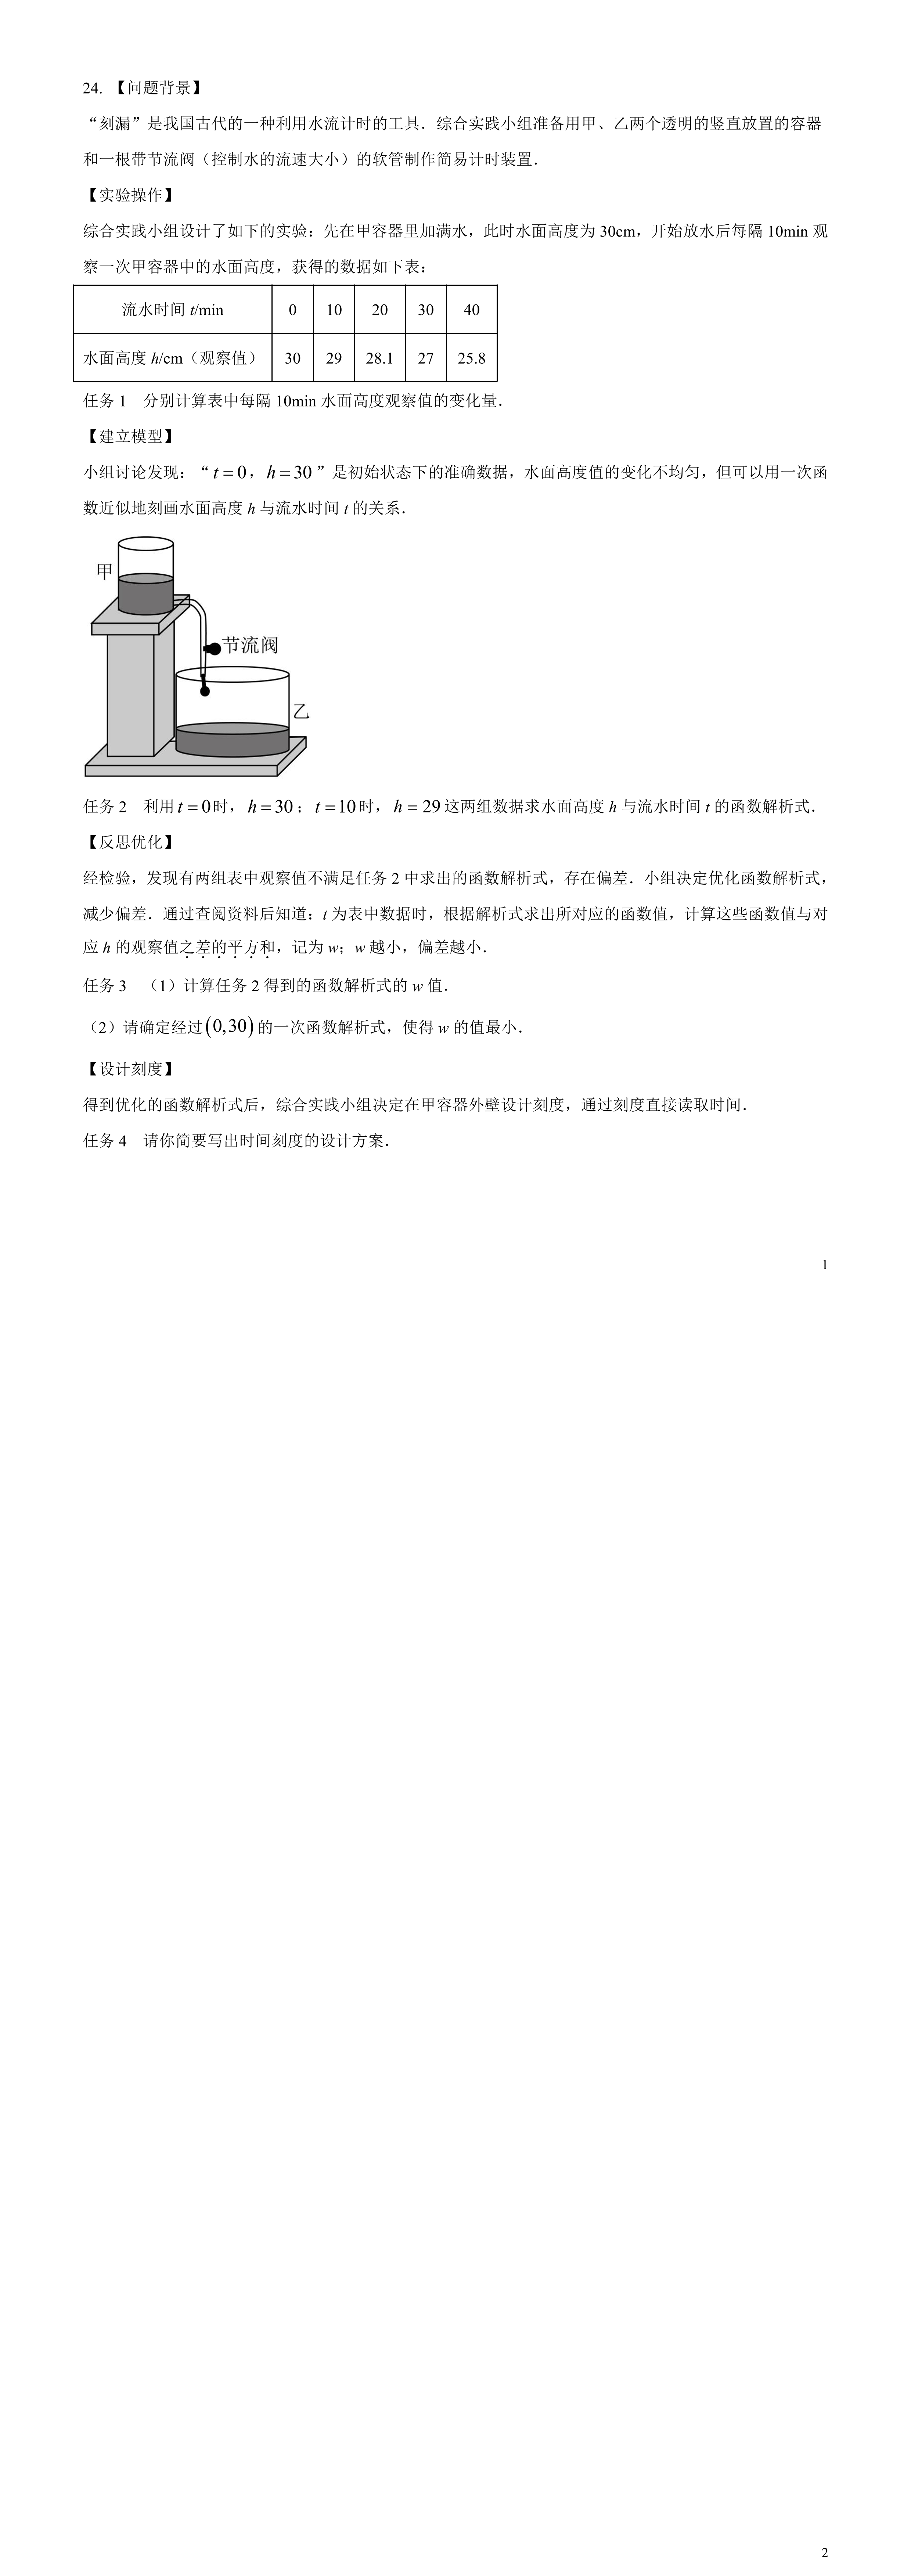 24. 【问题背景】
“刻漏”是我国古代的一种利用水流计时的工具．综合实践小组准备用甲、乙两个透明的竖直放置的容器
和一根带节流阀（控制水的流速大小）的软管制作简易计时装置．
【实验操作】
综合实践小组设计了如下的实验：先在甲容器里加满水，此时水面高度为 30cm，开始放水后每隔 10min 观
察一次甲容器中的水面高度，获得的数据如下表：
流水时间 t/min 0 10 20 30 40
水面高度 h/cm（观察值） 30 29 28.1 27 25.8
任务 1 分别计算表中每隔 10min 水面高度观察值的变化量．
【建立模型】
小组讨论发现：“t = 0，h = 30”是初始状态下的准确数据，水面高度值的变化不均匀，但可以用一次函
数近似地刻画水面高度 h 与流水时间 t 的关系．
甲
节流阀
乙
任务 2 利用 t = 0 时，h = 30；t = 10 时，h = 29 这两组数据求水面高度 h 与流水时间 t 的函数解析式．
【反思优化】
经检验，发现有两组表中观察值不满足任务 2 中求出的函数解析式，存在偏差．小组决定优化函数解析式，
减少偏差．通过查阅资料后知道：t 为表中数据时，根据解析式求出所对应的函数值，计算这些函数值与对
应 h 的观察值之差的平方和，记为 w；w 越小，偏差越小．
任务 3 （1）计算任务 2 得到的函数解析式的 w 值．
（2）请确定经过(0,30)的一次函数解析式，使得 w 的值最小．
【设计刻度】
得到优化的函数解析式后，综合实践小组决定在甲容器外壁设计刻度，通过刻度直接读取时间．
任务 4 请你简要写出时间刻度的设计方案．
1
2